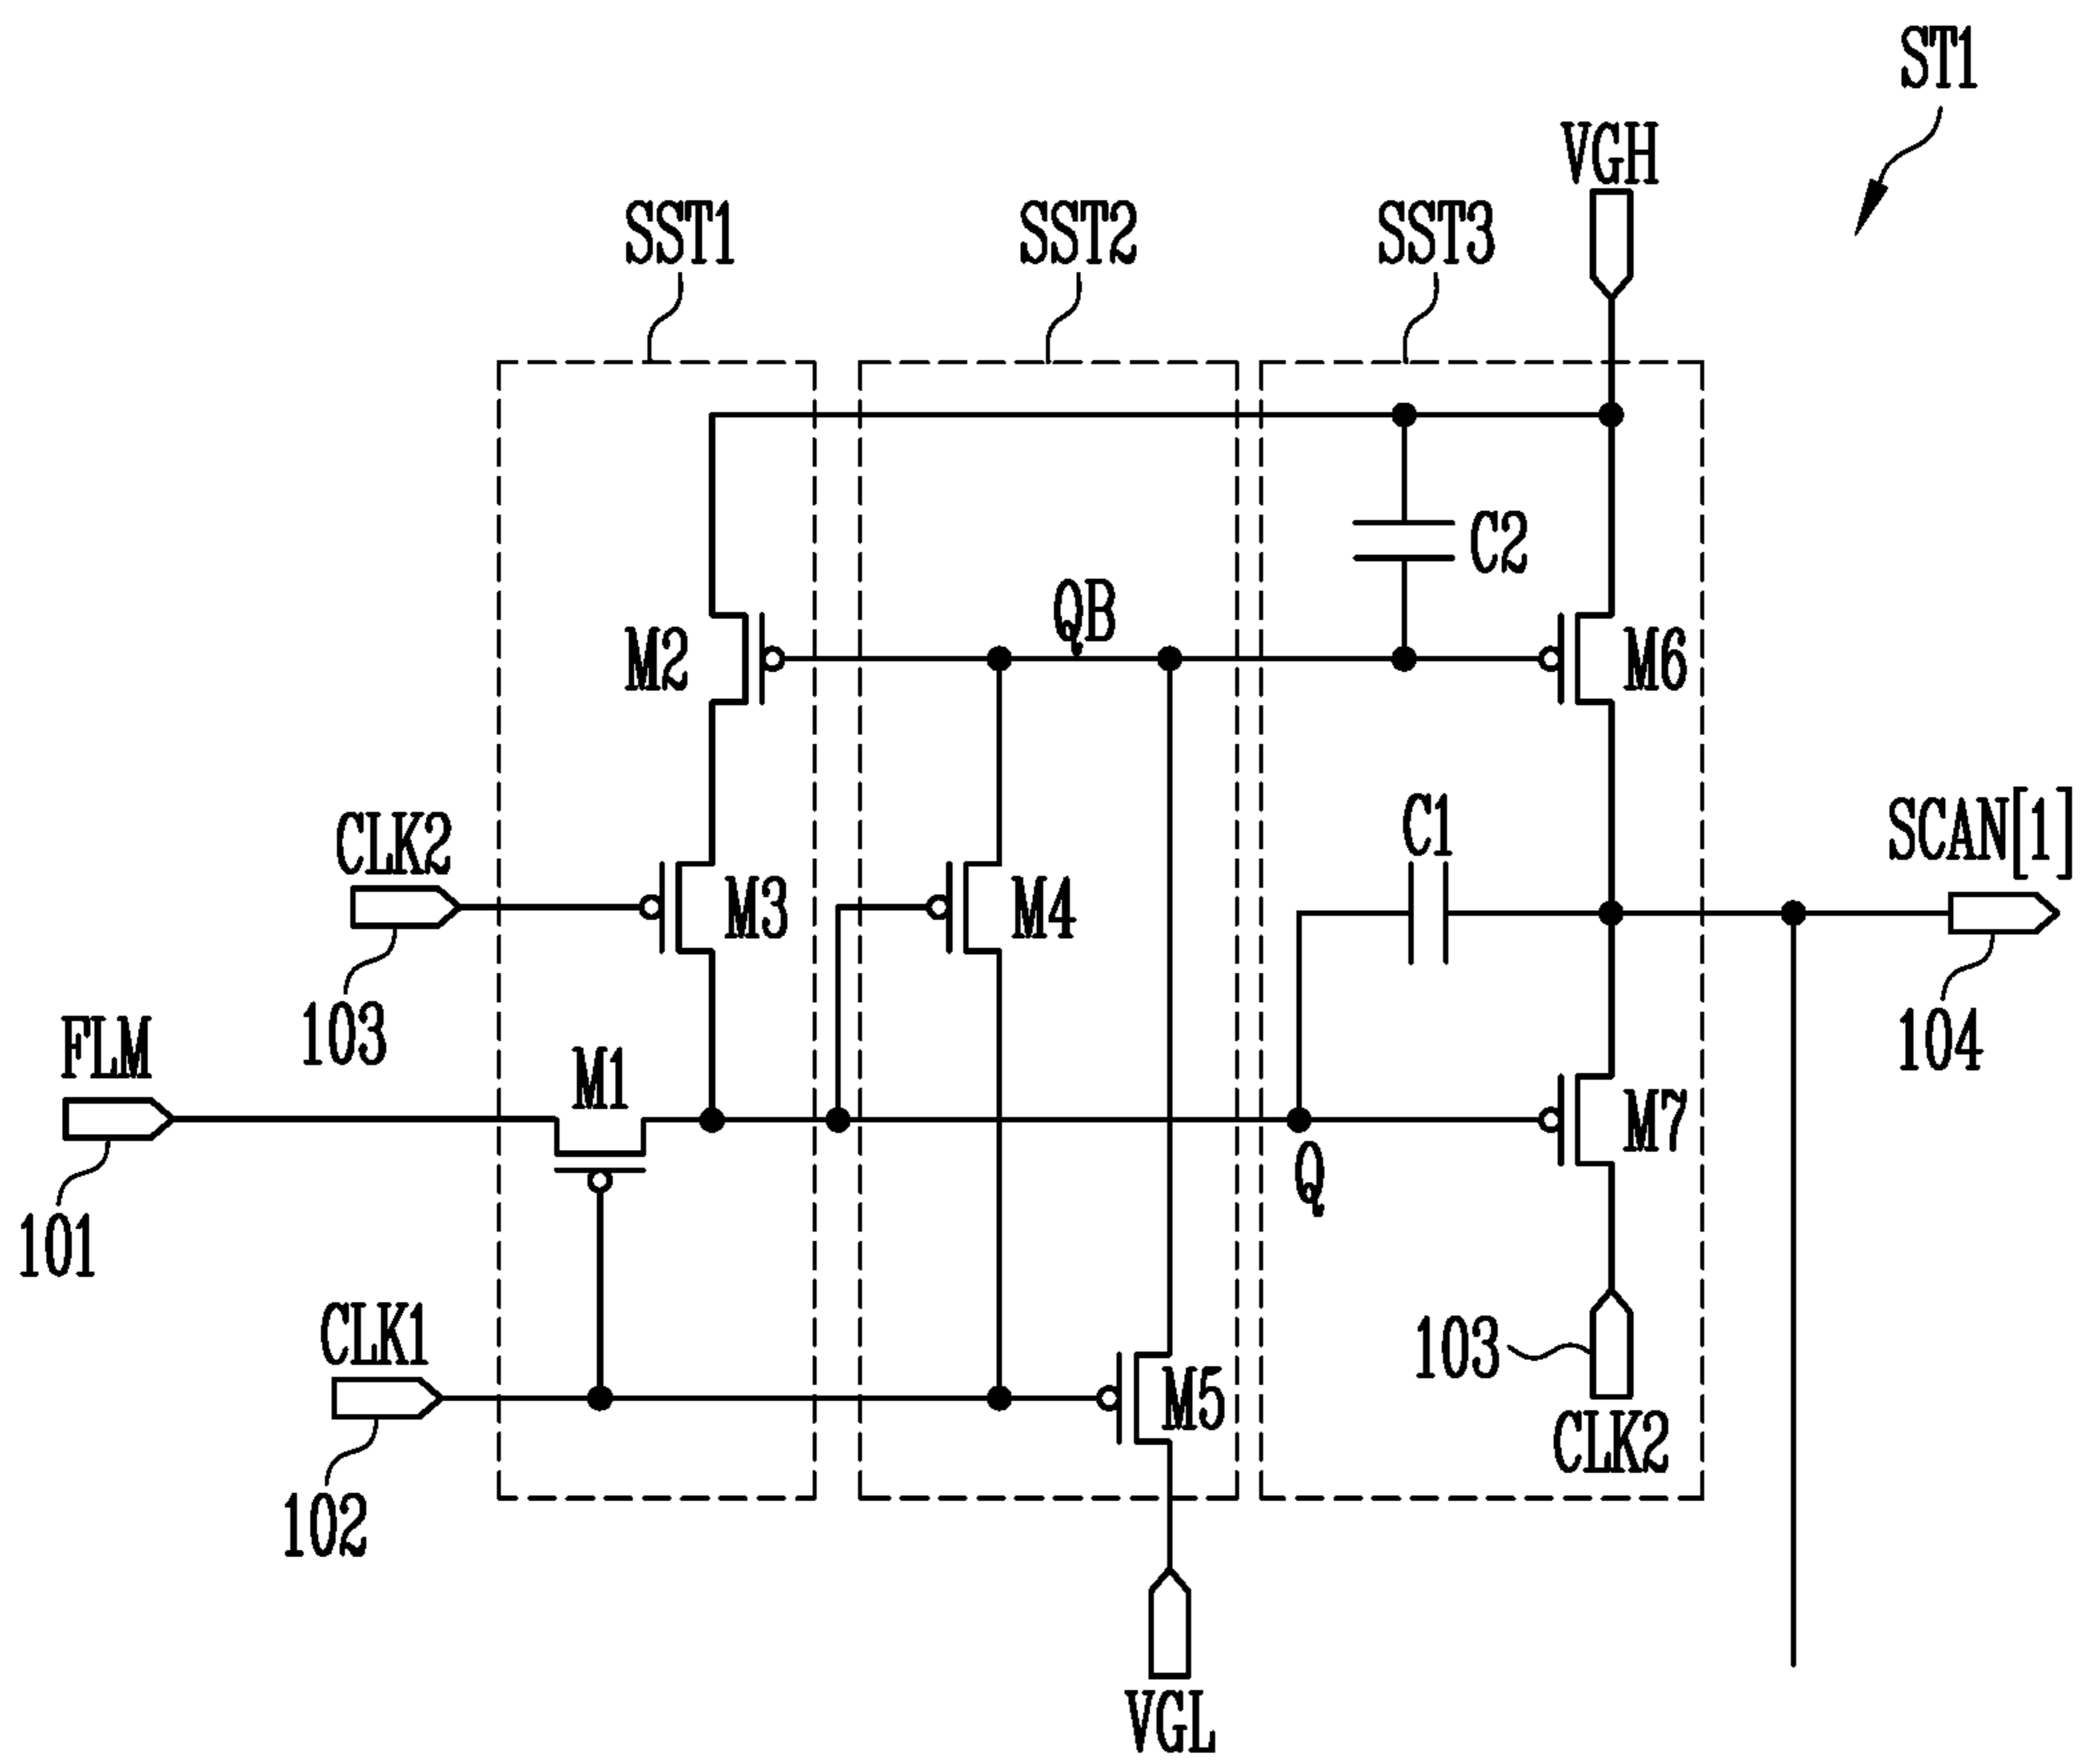 ST1
VGH
SST1
SST2
SST3
C2
QB
M2
M6
CLK2
C1
SCAN[1]
M3
M4
103
104
FLM
M1
M7
Q
101
CLK1
103
M5
CLK2
102
VGL